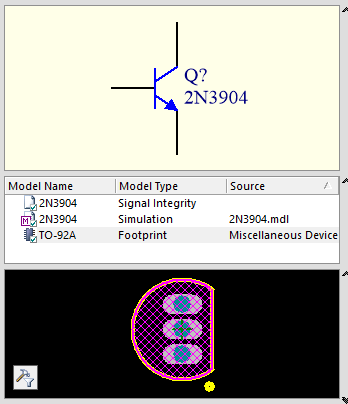 Q?
2N3904
Model Name Model Type Source
2N3904 Signal Integrity
M 2N3904 Simulation 2N3904.mdl
TO-92A Footprint Miscellaneous Device